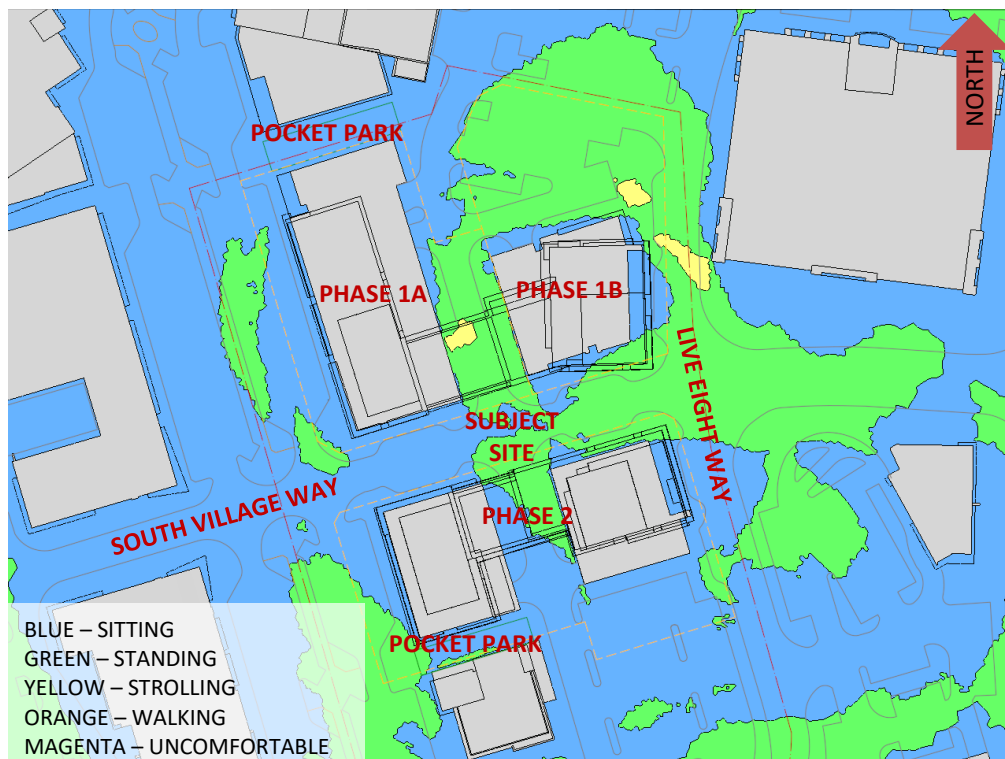 NORTH
POCKET PARK
PHASE 1A
PHASE 1B
LIVE EIGHT WAY
SUBJECT
SITE
SOUTH VILLAGE WAY
PHASE 2
POCKET PARK
BLUE – SITTING
GREEN – STANDING
YELLOW – STROLLING
ORANGE – WALKING
MAGENTA – UNCOMFORTABLE